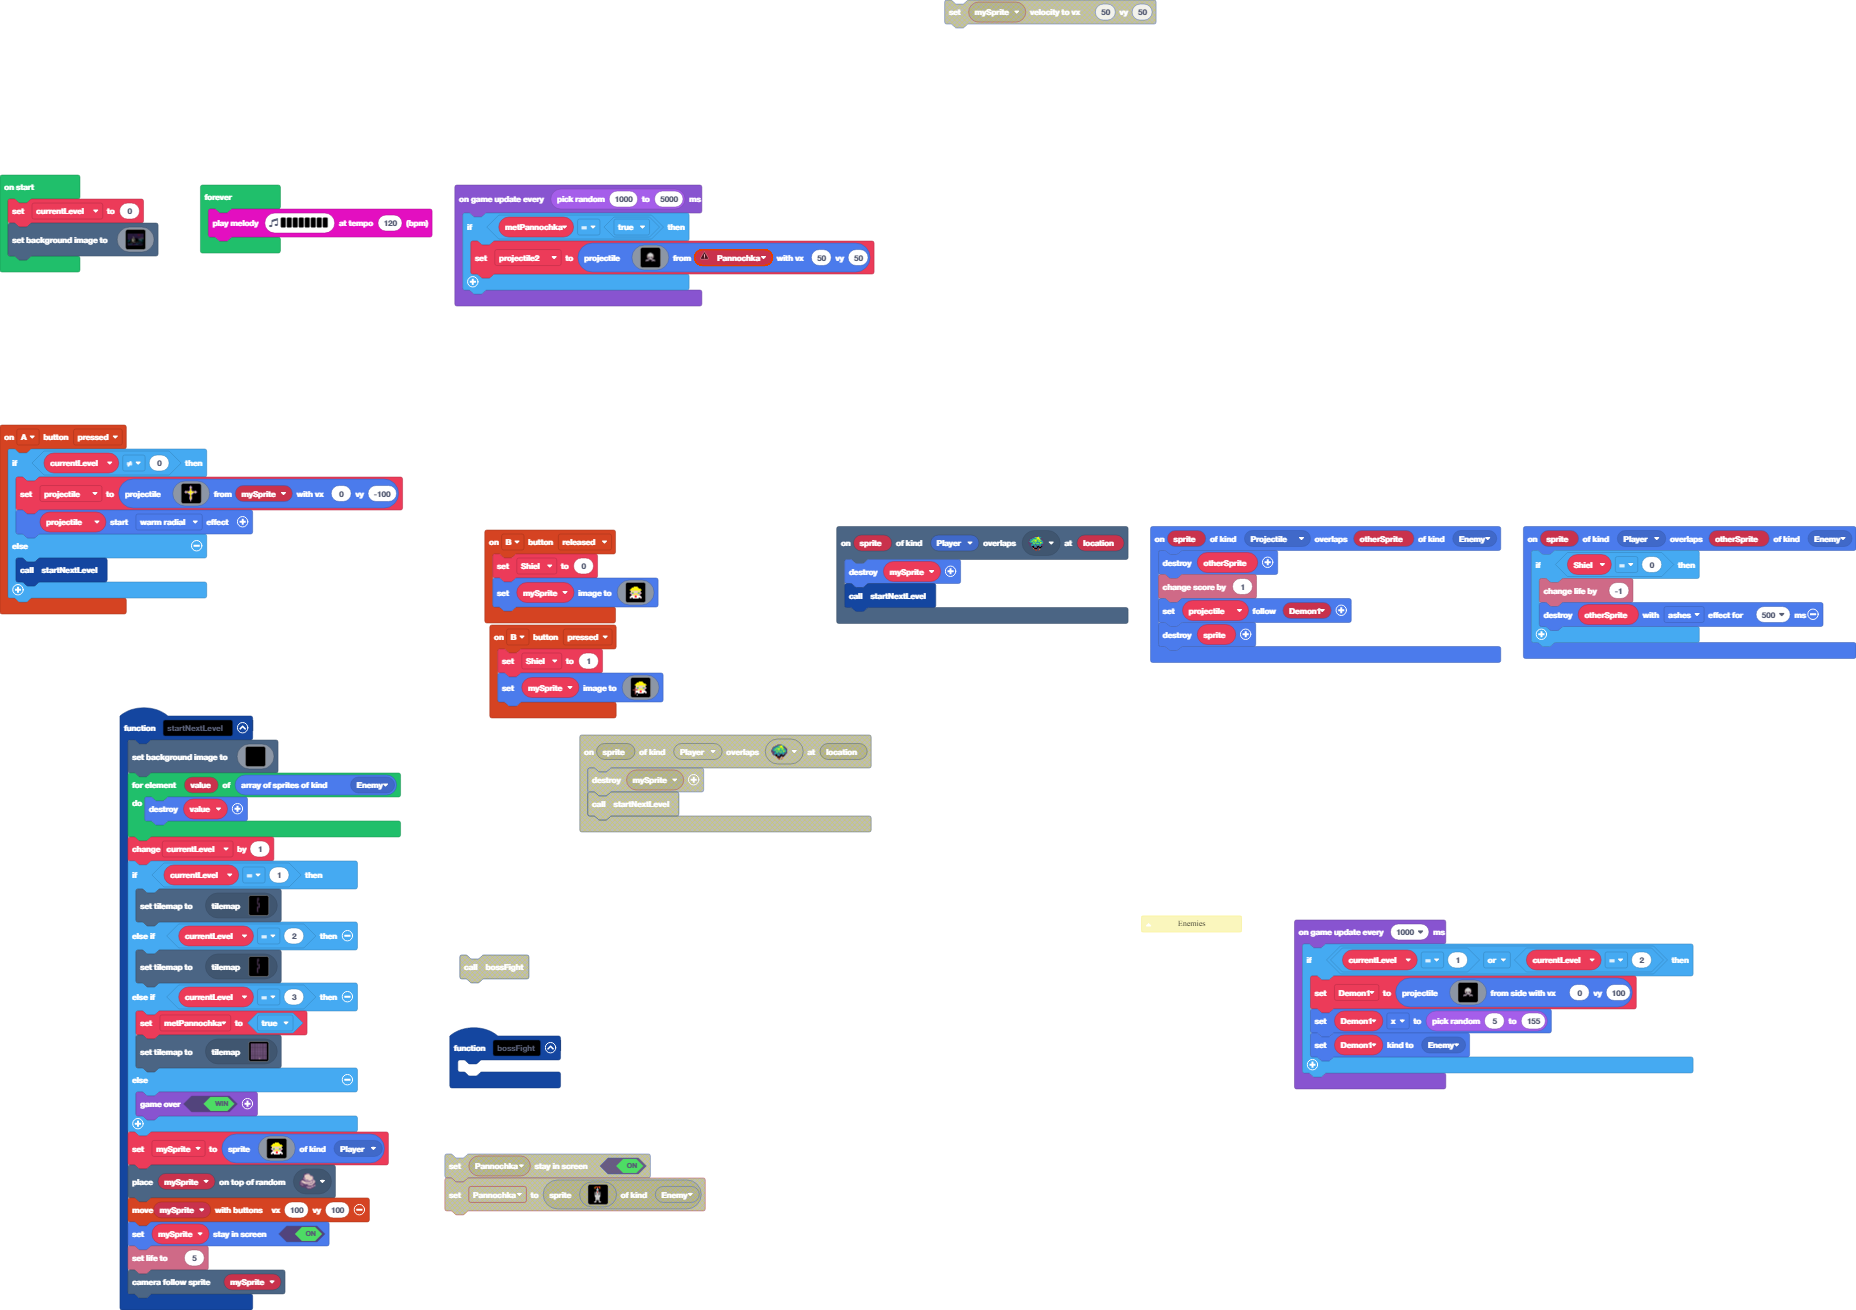 set mySprite velocity to vx 50 vy 50
on start
set currentLevel to 0
set background image to
forever
play melody at tempo 120 (bpm)
on game update every pick random 1000 to 5000 ms
if metPannochka = true then
set projectile2 to projectile from Pannochka with vx 50 vy 50
on A button pressed
if currentLevel ≠ 0 then
set projectile to projectile from mySprite with vx 0 vy -100
projectile start warm radial effect
else
call startNextLevel
on B button released
set Shiel to 0
set mySprite image to
on B button pressed
set Shiel to 1
set mySprite image to
on sprite of kind Player overlaps at location
destroy mySprite
call startNextLevel
on sprite of kind Projectile overlaps otherSprite of kind Enemy
destroy otherSprite
change score by 1
set projectile follow Demon1
destroy sprite
on sprite of kind Player overlaps otherSprite of kind Enemy
if Shiel = 0 then
change life by -1
destroy otherSprite with ashes effect for 500 ms
function startNextLevel
set background image to
for element value of array of sprites of kind Enemy
do destroy value
change currentLevel by 1
if currentLevel = 1 then
set tilemap to tilemap
else if currentLevel = 2 then
set tilemap to tilemap
else if currentLevel = 3 then
set metPannochka to true
set tilemap to tilemap
else
game over WIN
set mySprite to sprite of kind Player
place mySprite on top of random
move mySprite with buttons vx 100 vy 100
set mySprite stay in screen ON
set life to 5
camera follow sprite mySprite
on sprite of kind Player overlaps at location
destroy mySprite
call startNextLevel
call bossFight
function bossFight
set Pannochka stay in screen ON
set Pannochka to sprite of kind Enemy
Enemies
on game update every 1000 ms
if currentLevel = 1 or currentLevel = 2 then
set Demon1 to projectile from side with vx 0 vy 100
set Demon1 x to pick random 5 to 155
set Demon1 kind to Enemy